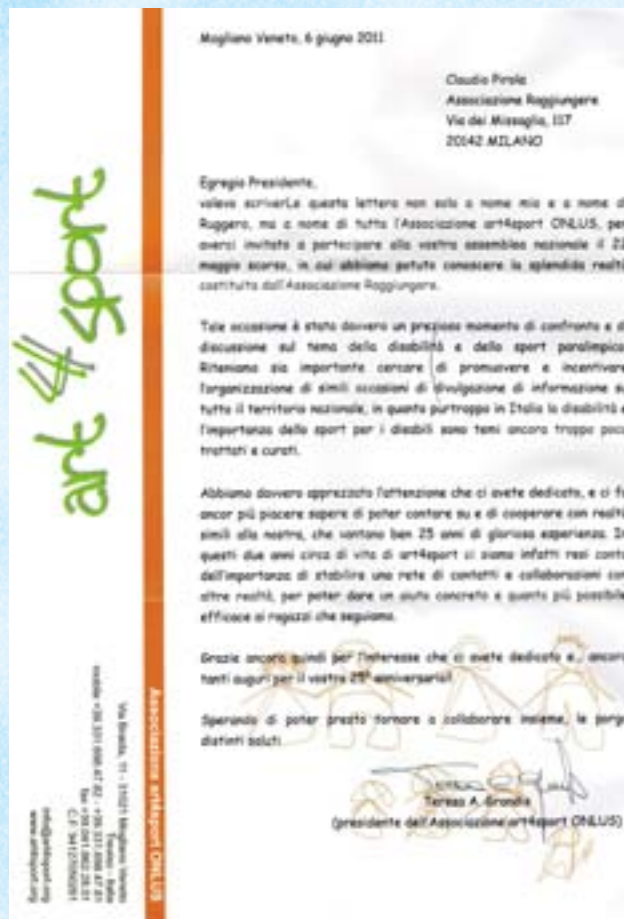 art 4 sport
Associazione art4sport ONLUS
Mogliano Veneto, 6 giugno 2011
Claudio Pirola
Associazione Raggiungere
Via dei Missaglia, 117
20142 MILANO
Egregio Presidente,
volevo scriverLe questa lettera non solo a nome mio e a nome d
Ruggero, ma a nome di tutta l'Associazione art4sport ONLUS, per
averci invitato a partecipare alla vostra assemblea nazionale il 22
maggio scorso, in cui abbiamo potuto conoscere la splendida realt
costituita dall'Associazione Raggiungere.
Tale occasione è stata davvero un prezioso momento di confronto e d
discussione sul tema della disabilità e dello sport paralimpico
Riteniamo sia importante cercare di promuovere e incentivare
l'organizzazione di simili occasioni di divulgazione di informazione su
tutto il territorio nazionale, in quanto purtroppo in Italia la disabilità e
l'importanza dello sport per i disabili sono temi ancora troppo poco
trattati e curati.
Abbiamo davvero apprezzato l'attenzione che ci avete dedicato, e ci fa
ancor più piacere sapere di poter contare su e di cooperare con realtà
simili alla nostra, che vantano ben 25 anni di gloriosa esperienza. In
questi due anni circa di vita di art4sport ci siamo infatti resi conto
dell'importanza di stabilire una rete di contatti e collaborazioni con
altre realtà, per poter dare un aiuto concreto e quanto più possibile
efficace ai ragazzi che seguiamo.
Grazie ancora quindi per l'interesse che ci avete dedicato e... ancora
tanti auguri per il vostro 25° anniversario!
Sperando di poter presto tornare a collaborare insieme, le porgo
distinti saluti
Teresa A. Grandis
(presidente dell'Associazione art4sport ONLUS)
info@art4sport.org
www.art4sport.org